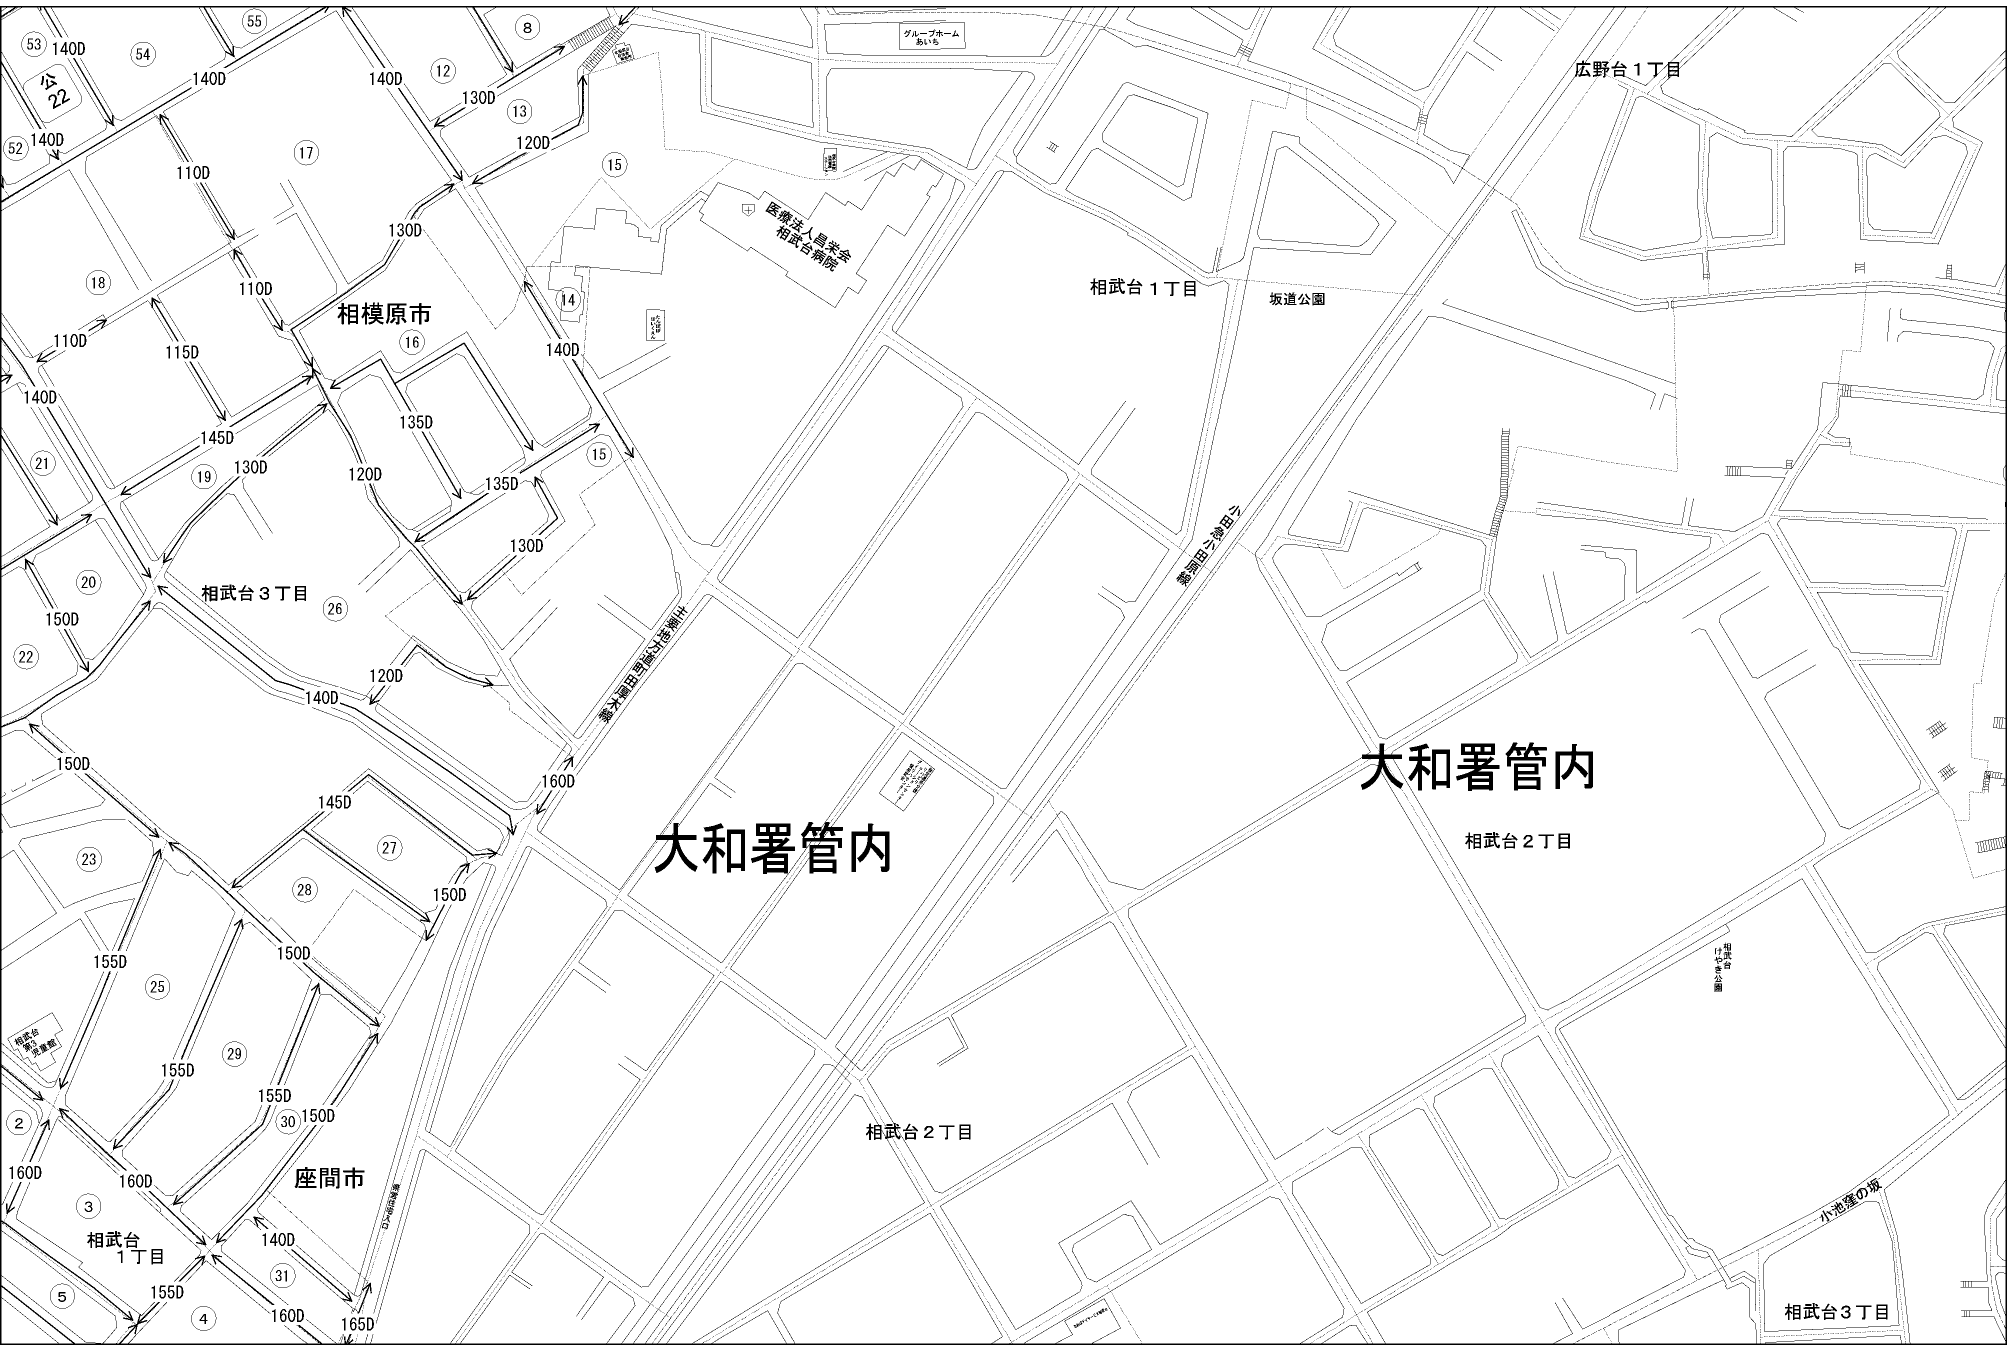 53
140D
54
55
8
グループホーム
あいち
広野台１丁目
公
22
140D
140D
12
130D
13
52
140D
17
120D
15
110D
医療法人昌栄会
相武台病院
130D
18
110D
相模原市
14
相武台１丁目
坂道公園
110D
115D
16
140D
140D
135D
145D
15
21
19
130D
120D
135D
小田急小田原線
130D
20
相武台３丁目
26
150D
主要地方道町田厚木線
22
120D
140D
150D
160D
大和署管内
145D
大和署管内
27
相武台２丁目
23
28
150D
相武台
けやき公園
155D
150D
25
相武台
第3
児童館
29
155D
155D
30
150D
2
相武台２丁目
160D
160D
座間市
3
小池窪の坂
相武台
１丁目
140D
31
5
155D
4
160D
165D
相武台３丁目